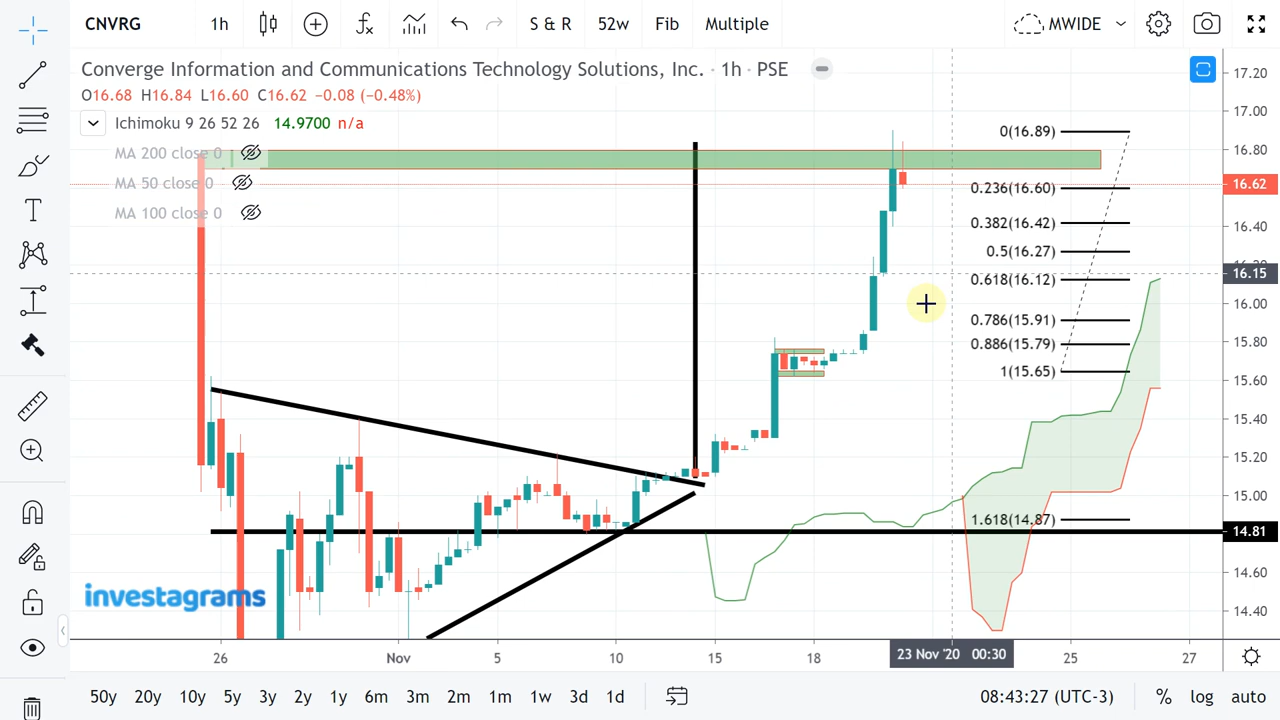 CNVRG 1h S & R 52w Fib Multiple MWIDE
Converge Information and Communications Technology Solutions, Inc. · 1h · PSE
O16.68 H16.84 L16.60 C16.62 −0.08 (−0.48%)
Ichimoku 9 26 52 26 14.9700 n/a
MA 200 close 0
MA 50 close 0
MA 100 close 0
0(16.89)
0.236(16.60)
0.382(16.42)
0.5(16.27)
0.618(16.12)
0.786(15.91)
0.886(15.79)
1(15.65)
1.618(14.87)
17.20
17.00
16.80
16.62
16.40
16.15
16.00
15.80
15.60
15.40
15.20
15.00
14.81
14.60
14.40
investagrams
26 Nov 5 10 15 18 23 Nov '20 00:30 25 27
50y 20y 10y 5y 3y 2y 1y 6m 3m 2m 1m 1w 3d 1d 08:43:27 (UTC-3) % log auto